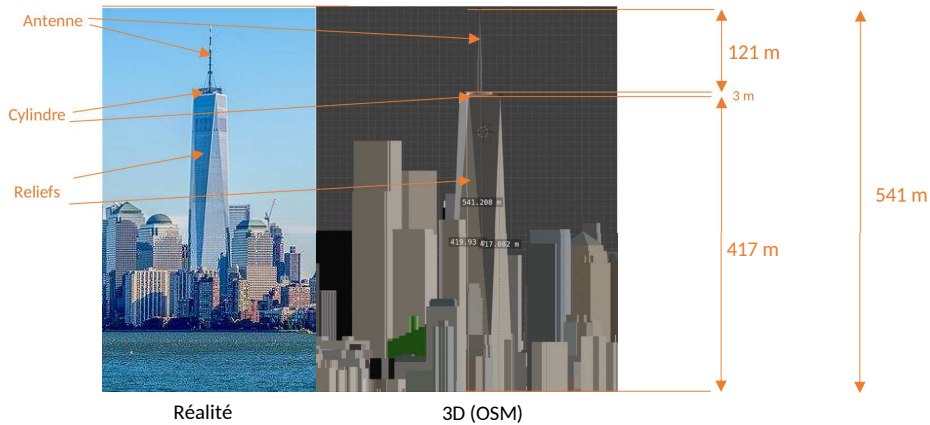 Antenne
121 m
3 m
Cylindre
Reliefs
541.208 m
541 m
419.93
417.882 m
417 m
Réalité
3D (OSM)